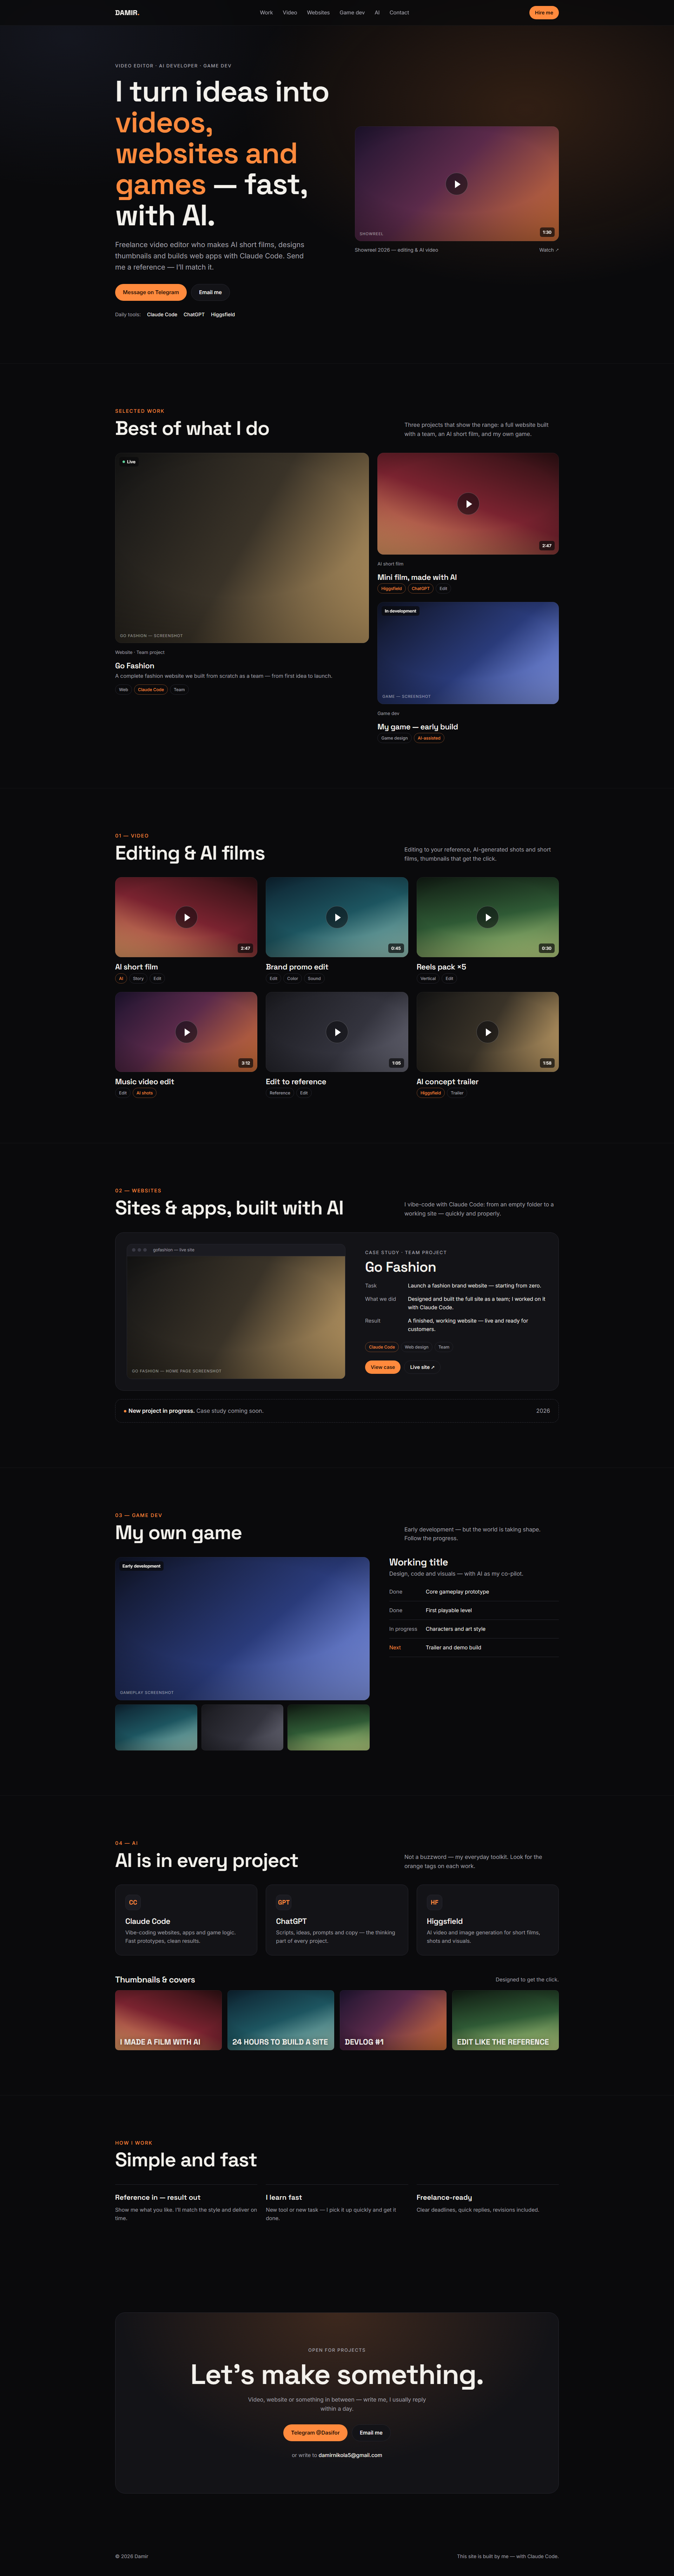 DAMIR.
Work Video Websites Game dev AI Contact
Hire me
VIDEO EDITOR · AI DEVELOPER · GAME DEV
I turn ideas into
videos,
websites and
games — fast,
with AI.
Freelance video editor who makes AI short films, designs
thumbnails and builds web apps with Claude Code. Send
me a reference — I'll match it.
Message on Telegram
Email me
Daily tools: Claude Code ChatGPT Higgsfield
SHOWREEL
1:30
Showreel 2026 — editing & AI video
Watch ↗
SELECTED WORK
Best of what I do
Three projects that show the range: a full website built
with a team, an AI short film, and my own game.
Live
GO FASHION — SCREENSHOT
Website · Team project
Go Fashion
A complete fashion website we built from scratch as a team — from first idea to launch.
Web Claude Code Team
2:47
AI short film
Mini film, made with AI
Higgsfield ChatGPT Edit
In development
GAME — SCREENSHOT
Game dev
My game — early build
Game design AI-assisted
01 — VIDEO
Editing & AI films
Editing to your reference, AI-generated shots and short
films, thumbnails that get the click.
2:47
AI short film
AI Story Edit
0:45
Brand promo edit
Edit Color Sound
0:30
Reels pack ×5
Vertical Edit
3:12
Music video edit
Edit AI shots
1:05
Edit to reference
Reference Edit
1:58
AI concept trailer
Higgsfield Trailer
02 — WEBSITES
Sites & apps, built with AI
I vibe-code with Claude Code: from an empty folder to a
working site — quickly and properly.
gofashion — live site
GO FASHION — HOME PAGE SCREENSHOT
CASE STUDY · TEAM PROJECT
Go Fashion
Task Launch a fashion brand website — starting from zero.
What we did Designed and built the full site as a team; I worked on it
with Claude Code.
Result A finished, working website — live and ready for
customers.
Claude Code Web design Team
View case
Live site ↗
New project in progress. Case study coming soon.
2026
03 — GAME DEV
My own game
Early development — but the world is taking shape.
Follow the progress.
Early development
GAMEPLAY SCREENSHOT
Working title
Design, code and visuals — with AI as my co-pilot.
Done Core gameplay prototype
Done First playable level
In progress Characters and art style
Next Trailer and demo build
04 — AI
AI is in every project
Not a buzzword — my everyday toolkit. Look for the
orange tags on each work.
CC
Claude Code
Vibe-coding websites, apps and game logic.
Fast prototypes, clean results.
GPT
ChatGPT
Scripts, ideas, prompts and copy — the thinking
part of every project.
HF
Higgsfield
AI video and image generation for short films,
shots and visuals.
Thumbnails & covers
Designed to get the click.
I MADE A FILM WITH AI
24 HOURS TO BUILD A SITE
DEVLOG #1
EDIT LIKE THE REFERENCE
HOW I WORK
Simple and fast
Reference in — result out
Show me what you like. I'll match the style and deliver on
time.
I learn fast
New tool or new task — I pick it up quickly and get it
done.
Freelance-ready
Clear deadlines, quick replies, revisions included.
OPEN FOR PROJECTS
Let's make something.
Video, website or something in between — write me, I usually reply
within a day.
Telegram @Dasifor
Email me
or write to damirnikola5@gmail.com
© 2026 Damir
This site is built by me — with Claude Code.